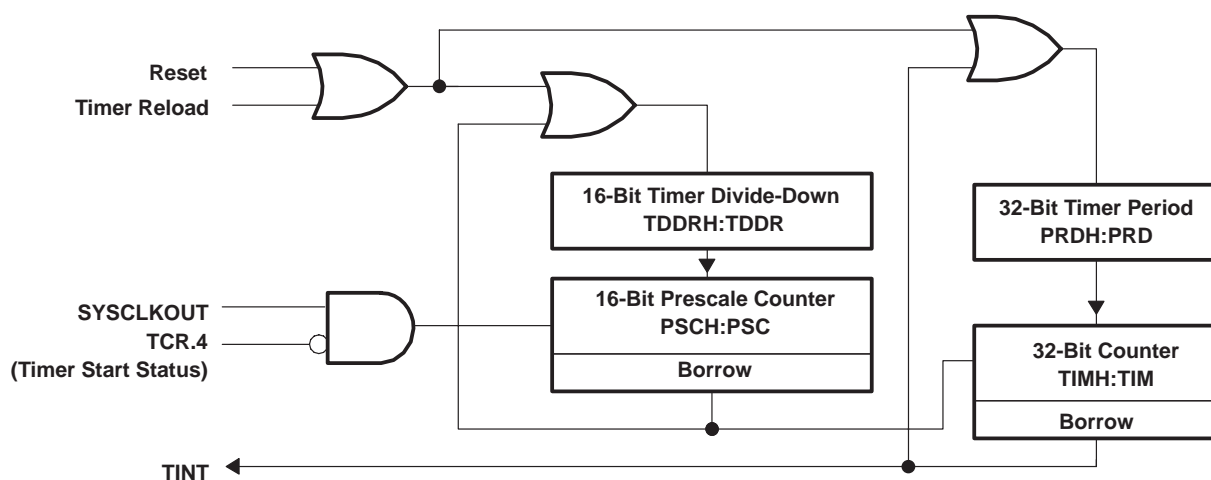 Reset
Timer Reload
16-Bit Timer Divide-Down
TDDRH:TDDR
32-Bit Timer Period
PRDH:PRD
SYSCLKOUT
TCR.4
(Timer Start Status)
16-Bit Prescale Counter
PSCH:PSC
Borrow
32-Bit Counter
TIMH:TIM
Borrow
TINT